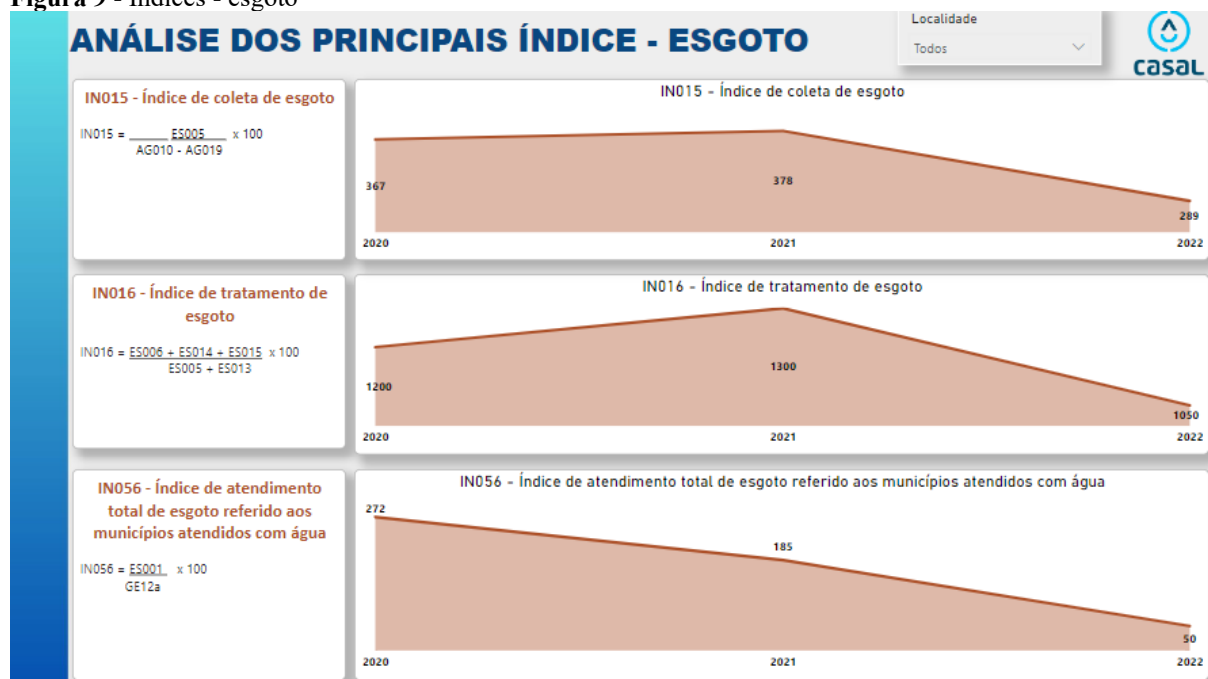 Figura 9 - Índices - esgoto
ANÁLISE DOS PRINCIPAIS ÍNDICE - ESGOTO
Localidade
Todos
casal
IN015 - Índice de coleta de esgoto
IN015 = ES005 x 100
AG010 - AG019
IN015 - Índice de coleta de esgoto
367
378
289
2020
2021
2022
IN016 - Índice de tratamento de
esgoto
IN016 = ES006 + ES014 + ES015 x 100
ES005 + ES013
IN016 - Índice de tratamento de esgoto
1200
1300
1050
2020
2021
2022
IN056 - Índice de atendimento
total de esgoto referido aos
municípios atendidos com água
IN056 = ES001 x 100
GE12a
IN056 - Índice de atendimento total de esgoto referido aos municípios atendidos com água
272
185
50
2020
2021
2022